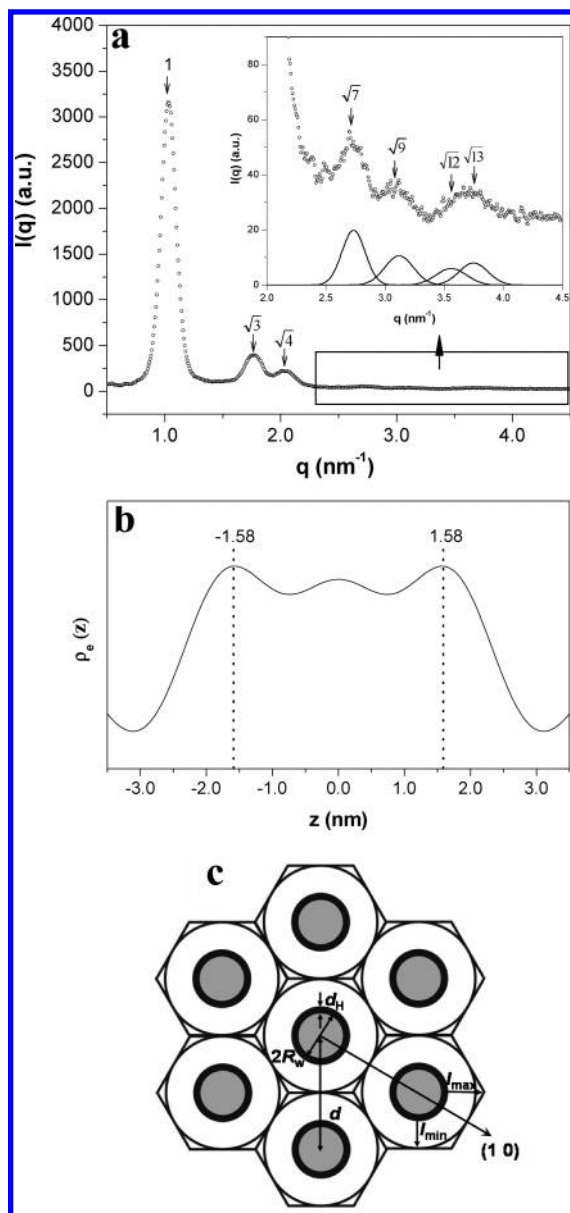 a
4000
3500
3000
2500
2000
1500
1000
500
0
I(q) (a.u.)
1
√3
√4
1.0
2.0
3.0
4.0
q (nm⁻¹)
80
60
40
20
0
I(q) (a.u.)
√7
√9
√12
√13
2.0
2.5
3.0
3.5
4.0
4.5
q (nm⁻¹)
b
-1.58
1.58
ρe (z)
-3.0
-2.0
-1.0
0.0
1.0
2.0
3.0
z (nm)
c
dH
2Rw
d
lmax
lmin
(1 0)